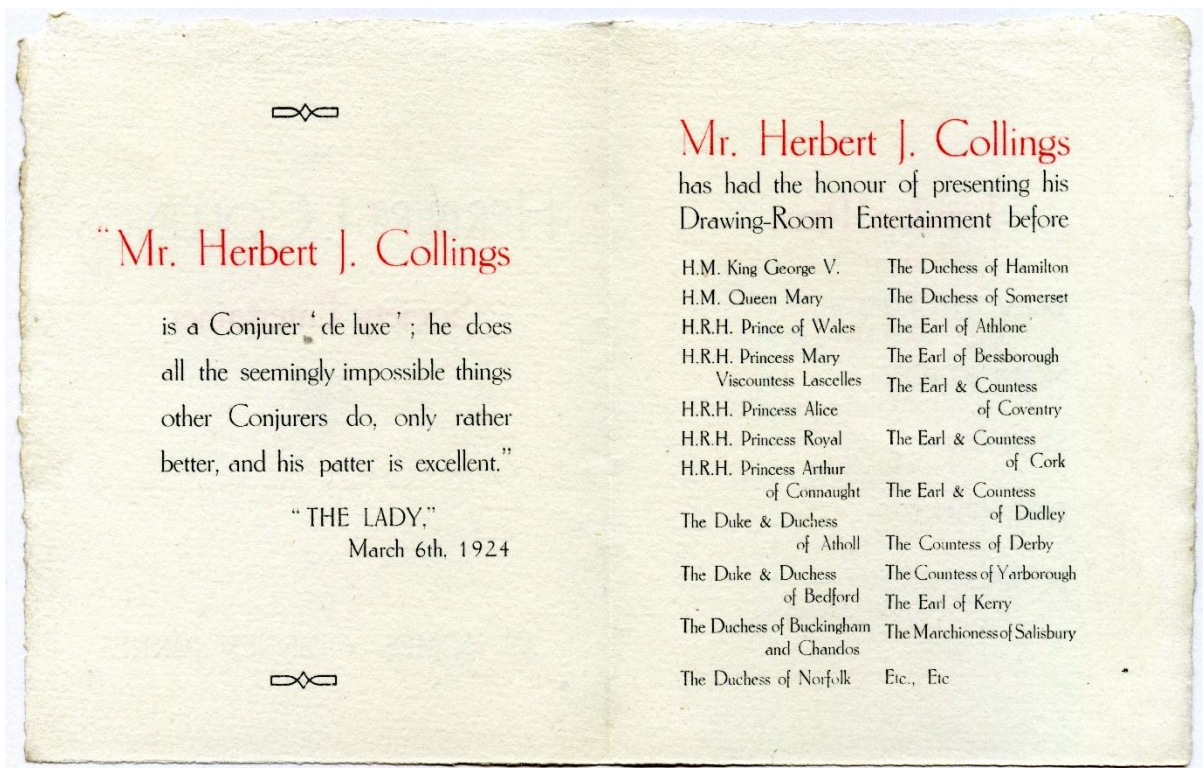 “Mr. Herbert J. Collings
is a Conjurer ‘de luxe’; he does
all the seemingly impossible things
other Conjurers do, only rather
better, and his patter is excellent.”
“THE LADY,”
March 6th, 1924
Mr. Herbert J. Collings
has had the honour of presenting his
Drawing-Room Entertainment before
H.M. King George V.
H.M. Queen Mary
H.R.H. Prince of Wales
H.R.H. Princess Mary
Viscountess Lascelles
H.R.H. Princess Alice
H.R.H. Princess Royal
H.R.H. Princess Arthur
of Connaught
The Duke & Duchess
of Atholl
The Duke & Duchess
of Bedford
The Duchess of Buckingham
and Chandos
The Duchess of Norfolk
The Duchess of Hamilton
The Duchess of Somerset
The Earl of Athlone
The Earl of Bessborough
The Earl & Countess
of Coventry
The Earl & Countess
of Cork
The Earl & Countess
of Dudley
The Countess of Derby
The Countess of Yarborough
The Earl of Kerry
The Marchioness of Salisbury
Etc., Etc